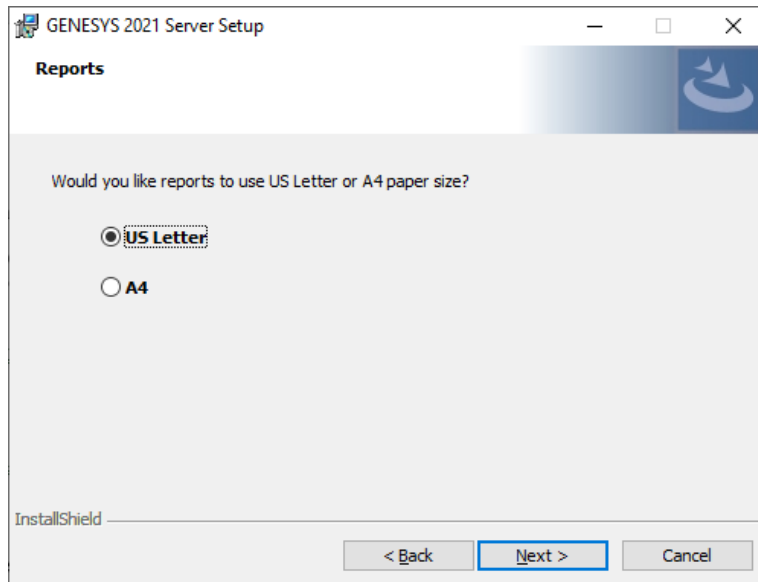 GENESYS 2021 Server Setup
Reports
Would you like reports to use US Letter or A4 paper size?
US Letter
A4
InstallShield
< Back Next > Cancel